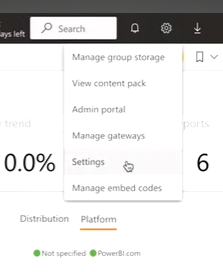 ays left
Search
Manage group storage
View content pack
Admin portal
Manage gateways
Settings
Manage embed codes
trend
ports
0.0%
6
Distribution Platform
Not specified PowerBI.com